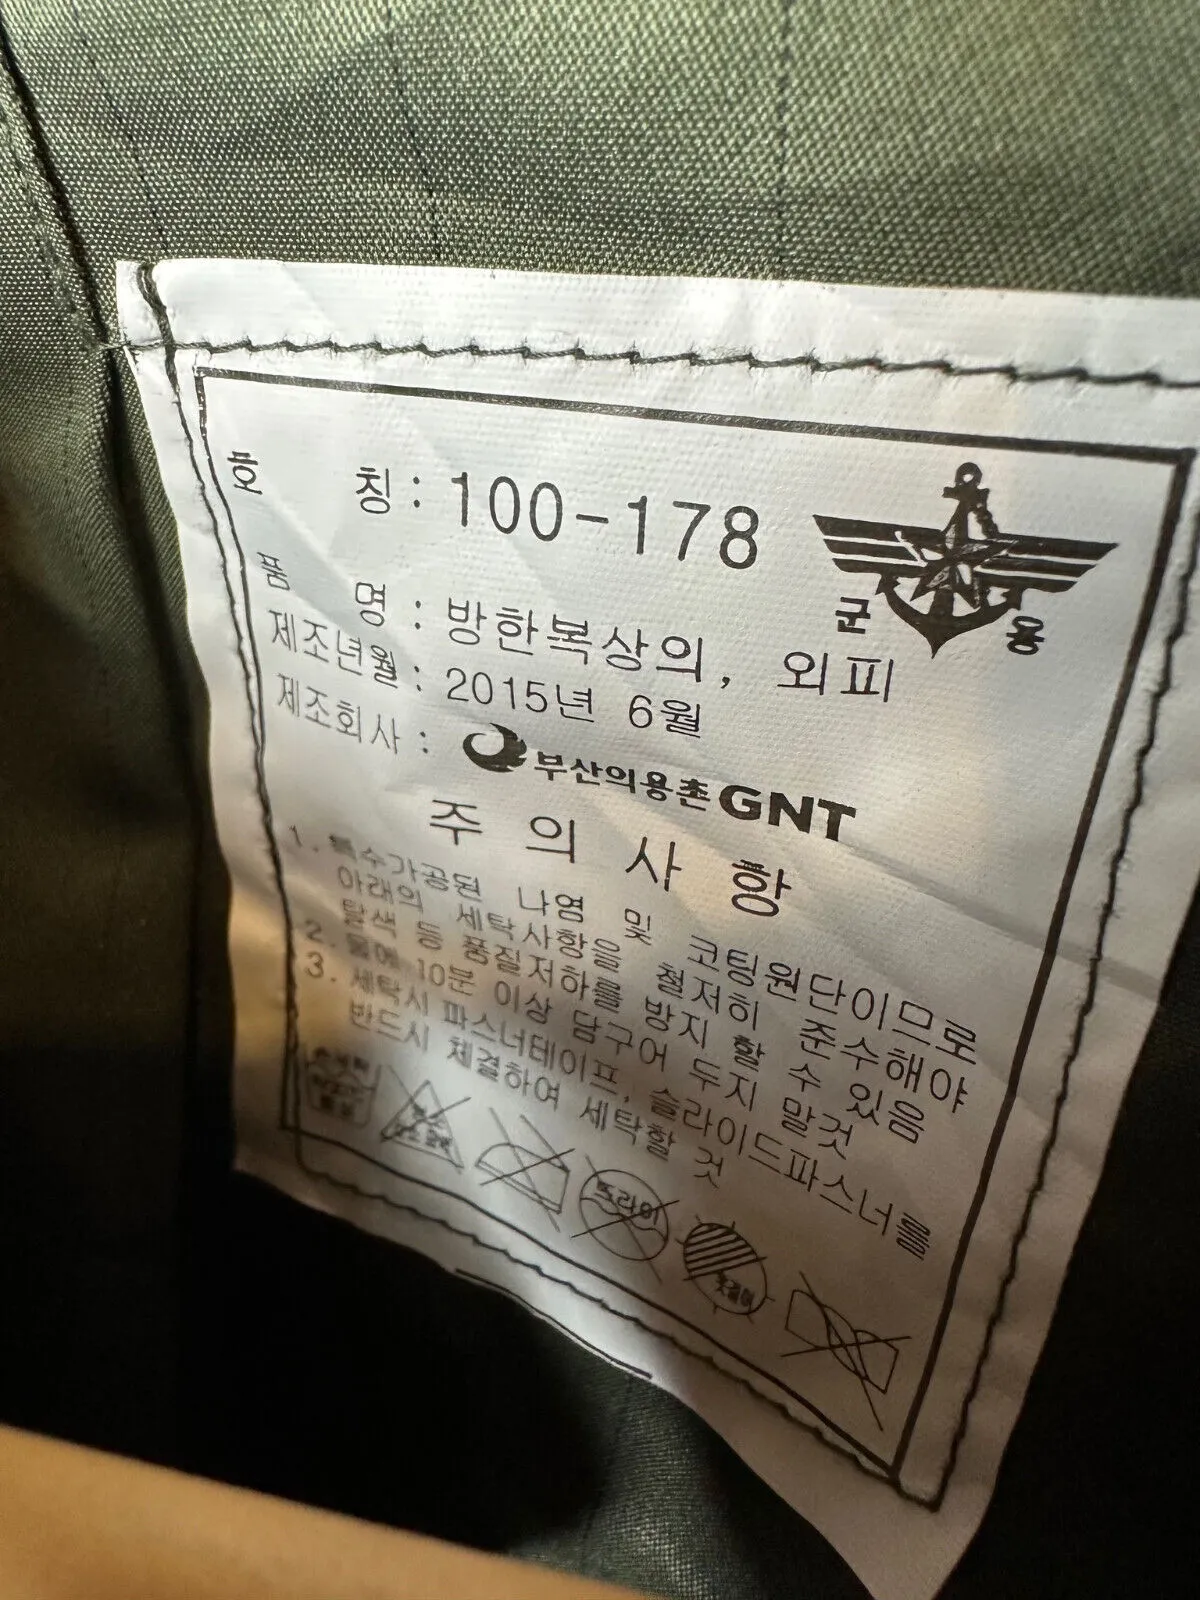 호 칭 : 100-178
품 명 : 방한복상의, 외피
제조년월 : 2015년 6월
제조회사 : 부산의용촌 GNT
군 용
주 의 사 항
1. 특수가공된 나염 및 코팅원단이므로
아래의 세탁사항을 철저히 준수해야
탈색 등 품질저하를 방지 할 수 있음
2. 물에 10분 이상 담구어 두지 말것
3. 세탁시 파스너테이프, 슬라이드파스너를
반드시 체결하여 세탁할 것
드라이